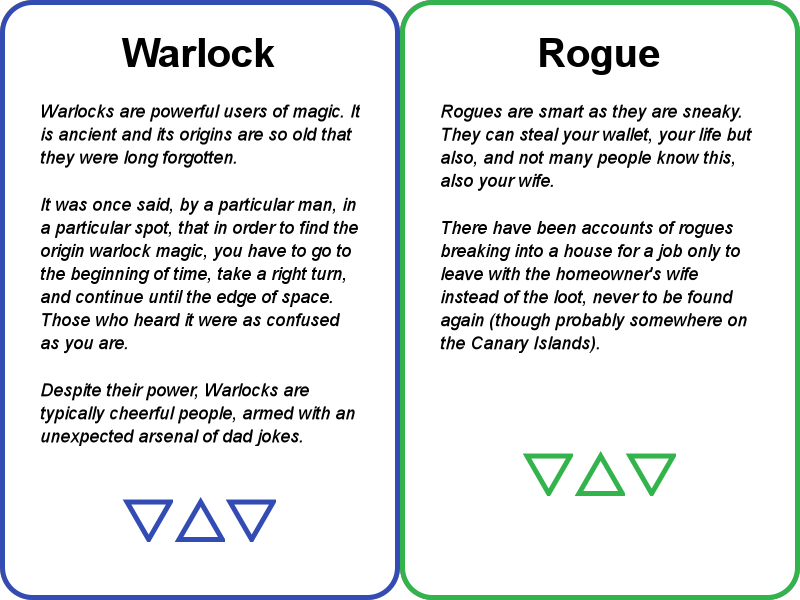 Warlock
Warlocks are powerful users of magic. It
is ancient and its origins are so old that
they were long forgotten.
It was once said, by a particular man, in
a particular spot, that in order to find the
origin warlock magic, you have to go to
the beginning of time, take a right turn,
and continue until the edge of space.
Those who heard it were as confused
as you are.
Despite their power, Warlocks are
typically cheerful people, armed with an
unexpected arsenal of dad jokes.
Rogue
Rogues are smart as they are sneaky.
They can steal your wallet, your life but
also, and not many people know this,
also your wife.
There have been accounts of rogues
breaking into a house for a job only to
leave with the homeowner's wife
instead of the loot, never to be found
again (though probably somewhere on
the Canary Islands).